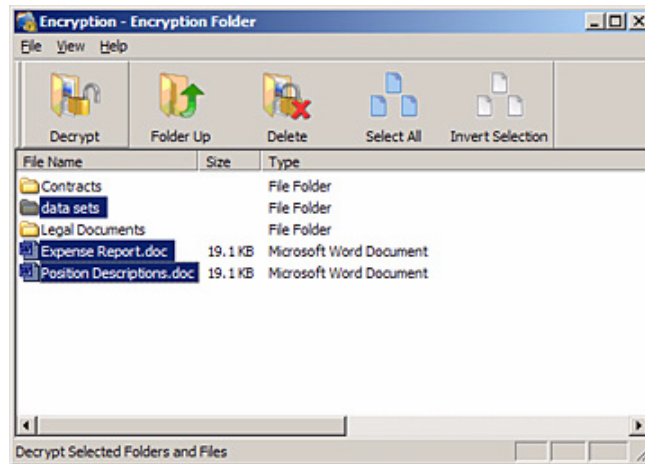 Encryption - Encryption Folder
File View Help
Decrypt Folder Up Delete Select All Invert Selection
File Name Size Type
Contracts File Folder
data sets File Folder
Legal Documents File Folder
Expense Report.doc 19.1 KB Microsoft Word Document
Position Descriptions.doc 19.1 KB Microsoft Word Document
Decrypt Selected Folders and Files